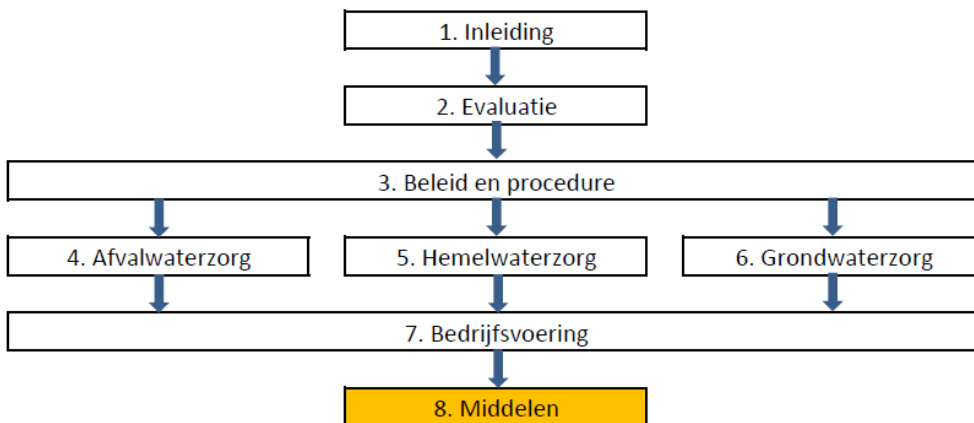 1. Inleiding
2. Evaluatie
3. Beleid en procedure
4. Afvalwaterzorg
5. Hemelwaterzorg
6. Grondwaterzorg
7. Bedrijfsvoering
8. Middelen